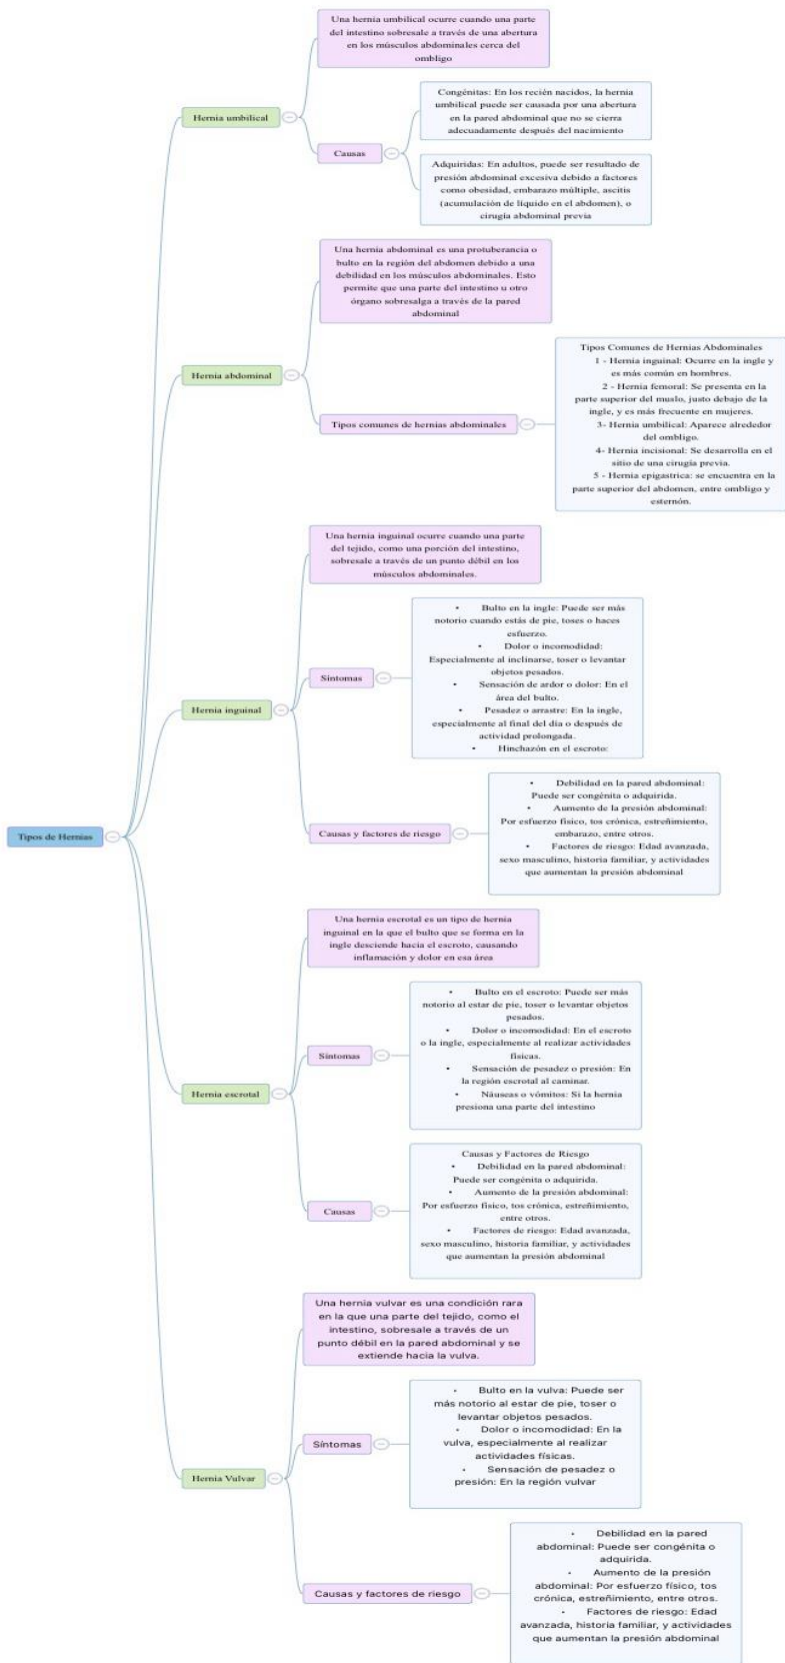 Tipos de Hernias
Hernia umbilical
Una hernia umbilical ocurre cuando una parte
del intestino sobresale a través de una abertura
en los músculos abdominales cerca del
ombligo
Causas
Congénitas: En los recién nacidos, la hernia
umbilical puede ser causada por una abertura
en la pared abdominal que no se cierra
adecuadamente después del nacimiento
Adquiridas: En adultos, puede ser resultado de
presión abdominal excesiva debido a factores
como obesidad, embarazo múltiple, ascitis
(acumulación de líquido en el abdomen), o
cirugía abdominal previa
Hernia abdominal
Una hernia abdominal es una protuberancia o
bulto en la región del abdomen debido a una
debilidad en los músculos abdominales. Esto
permite que una parte del intestino u otro
órgano sobresalga a través de la pared
abdominal
Tipos comunes de hernias abdominales
Tipos Comunes de Hernias Abdominales
1 - Hernia inguinal: Ocurre en la ingle y
es más común en hombres.
2 - Hernia femoral: Se presenta en la
parte superior del muslo, justo debajo de la
ingle, y es más frecuente en mujeres.
3- Hernia umbilical: Aparece alrededor
del ombligo.
4- Hernia incisional: Se desarrolla en el
sitio de una cirugía previa.
5 - Hernia epigastrica: se encuentra en la
parte superior del abdomen, entre ombligo y
esternón.
Hernia inguinal
Una hernia inguinal ocurre cuando una parte
del tejido, como una porción del intestino,
sobresale a través de un punto débil en los
músculos abdominales.
Síntomas
• Bulto en la ingle: Puede ser más
notorio cuando estás de pie, toses o haces
esfuerzo.
• Dolor o incomodidad:
Especialmente al inclinarse, toser o levantar
objetos pesados.
• Sensación de ardor o dolor: En el
área del bulto.
• Pesadez o arrastre: En la ingle,
especialmente al final del día o después de
actividad prolongada.
• Hinchazón en el escroto:
Causas y factores de riesgo
• Debilidad en la pared abdominal:
Puede ser congénita o adquirida.
• Aumento de la presión abdominal:
Por esfuerzo físico, tos crónica, estreñimiento,
embarazo, entre otros.
• Factores de riesgo: Edad avanzada,
sexo masculino, historia familiar, y actividades
que aumentan la presión abdominal
Hernia escrotal
Una hernia escrotal es un tipo de hernia
inguinal en la que el bulto que se forma en la
ingle desciende hacia el escroto, causando
inflamación y dolor en esa área
Síntomas
• Bulto en el escroto: Puede ser más
notorio al estar de pie, toser o levantar objetos
pesados.
• Dolor o incomodidad: En el escroto
o la ingle, especialmente al realizar actividades
físicas.
• Sensación de pesadez o presión: En
la región escrotal al caminar.
• Náuseas o vómitos: Si la hernia
presiona una parte del intestino
Causas
Causas y Factores de Riesgo
• Debilidad en la pared abdominal:
Puede ser congénita o adquirida.
• Aumento de la presión abdominal:
Por esfuerzo físico, tos crónica, estreñimiento,
entre otros.
• Factores de riesgo: Edad avanzada,
sexo masculino, historia familiar, y actividades
que aumentan la presión abdominal
Hernia Vulvar
Una hernia vulvar es una condición rara
en la que una parte del tejido, como el
intestino, sobresale a través de un
punto débil en la pared abdominal y se
extiende hacia la vulva.
Síntomas
• Bulto en la vulva: Puede ser
más notorio al estar de pie, toser o
levantar objetos pesados.
• Dolor o incomodidad: En la
vulva, especialmente al realizar
actividades físicas.
• Sensación de pesadez o
presión: En la región vulvar
Causas y factores de riesgo
• Debilidad en la pared
abdominal: Puede ser congénita o
adquirida.
• Aumento de la presión
abdominal: Por esfuerzo físico, tos
crónica, estreñimiento, entre otros.
• Factores de riesgo: Edad
avanzada, historia familiar, y actividades
que aumentan la presión abdominal